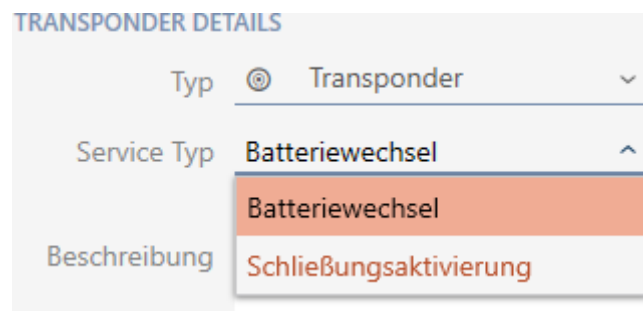 TRANSPONDER DETAILS
Typ Transponder
Service Typ Batteriewechsel
Batteriewechsel
Beschreibung Schließungsaktivierung